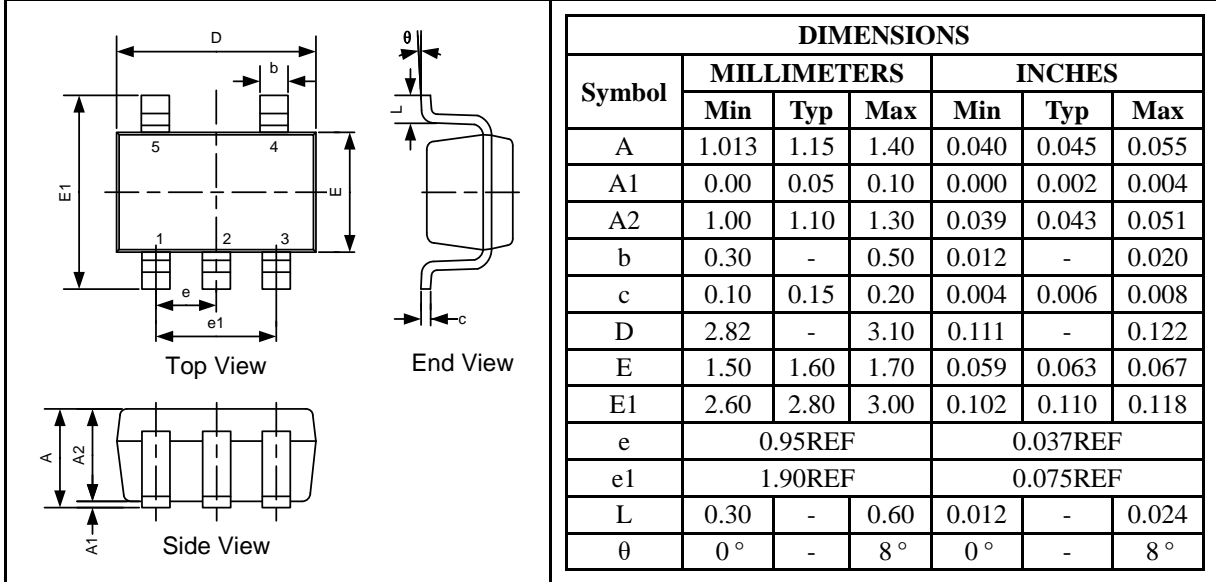 D
θ
b
L
5 4
E1
E
1 2 3
e
e1
c
Top View
End View
A
A2
A1
Side View
DIMENSIONS
Symbol MILLIMETERS INCHES
Min Typ Max Min Typ Max
A 1.013 1.15 1.40 0.040 0.045 0.055
A1 0.00 0.05 0.10 0.000 0.002 0.004
A2 1.00 1.10 1.30 0.039 0.043 0.051
b 0.30 - 0.50 0.012 - 0.020
c 0.10 0.15 0.20 0.004 0.006 0.008
D 2.82 - 3.10 0.111 - 0.122
E 1.50 1.60 1.70 0.059 0.063 0.067
E1 2.60 2.80 3.00 0.102 0.110 0.118
e 0.95REF 0.037REF
e1 1.90REF 0.075REF
L 0.30 - 0.60 0.012 - 0.024
θ 0 ° - 8 ° 0 ° - 8 °